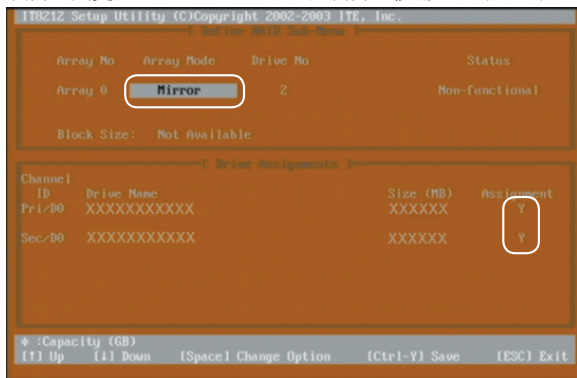 IT8212 Setup Utility (C)Copyright 2002-2003 ITE, Inc.
[ Define RAID Sub-Menu ]
Array No Array Mode Drive No Status
Array 0 Mirror 2 Non-functional
Block Size: Not Available
[ Drive Assignments ]
Channel
ID Drive Name Size (MB) Assignment
Pri/D0 XXXXXXXXXXX XXXXXX Y
Sec/D0 XXXXXXXXXXX XXXXXX Y
* :Capacity (GB)
[↑] Up [↓] Down [Space] Change Option [Ctrl-Y] Save [ESC] Exit